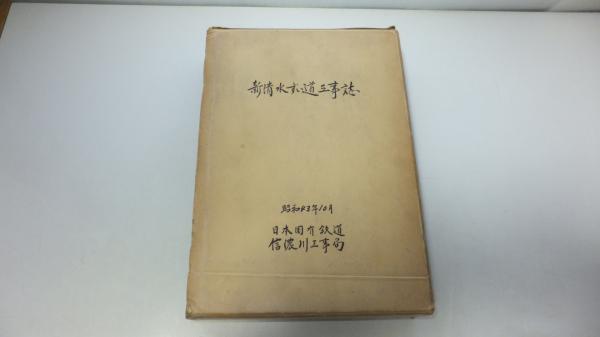 新清水ずい道工事誌
昭和43年10月
日本国有鉄道
信濃川工事局